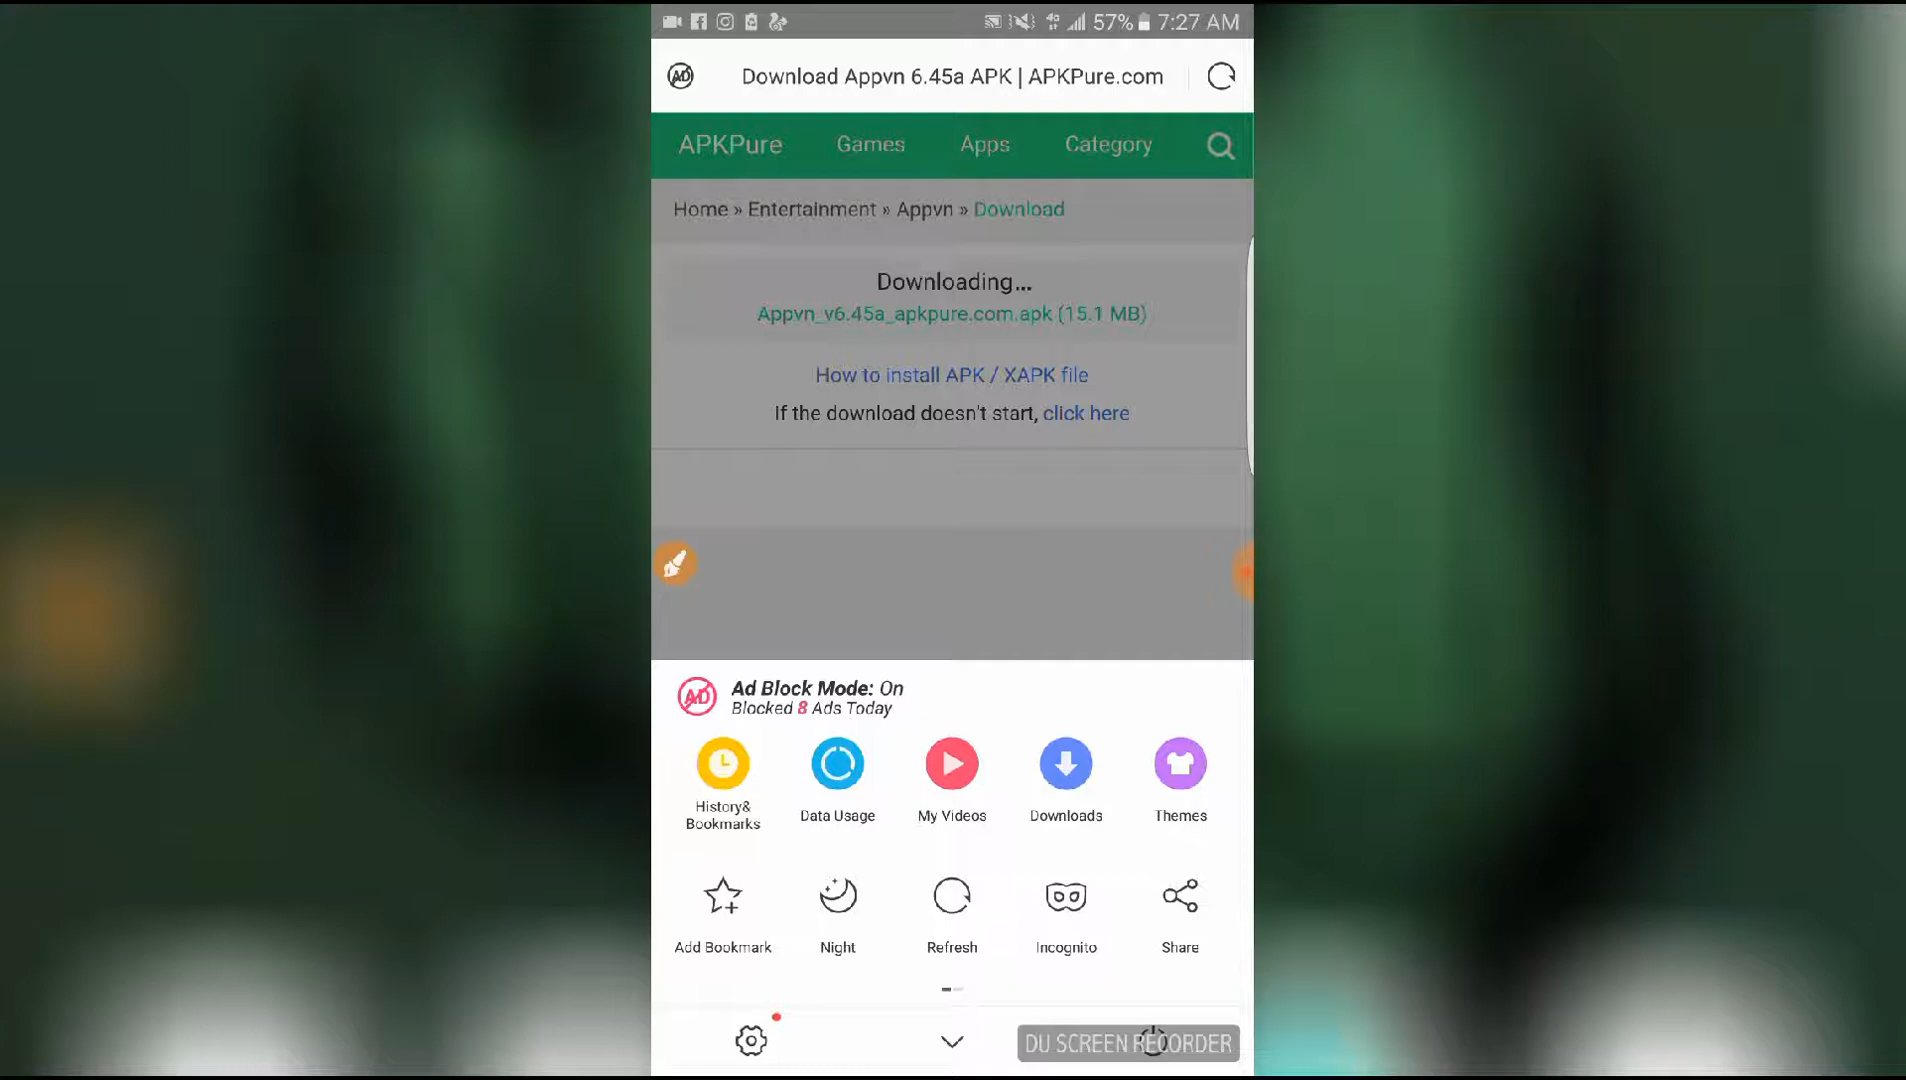 57% 7:27 AM
AD Download Appvn 6.45a APK | APKPure.com
APKPure Games Apps Category
Home » Entertainment » Appvn » Download
Downloading...
Appvn_v6.45a_apkpure.com.apk (15.1 MB)
How to install APK / XAPK file
If the download doesn't start, click here
AD Ad Block Mode: On
Blocked 8 Ads Today
History& Data Usage My Videos Downloads Themes
Bookmarks
Add Bookmark Night Refresh Incognito Share
DU SCREEN RECORDER